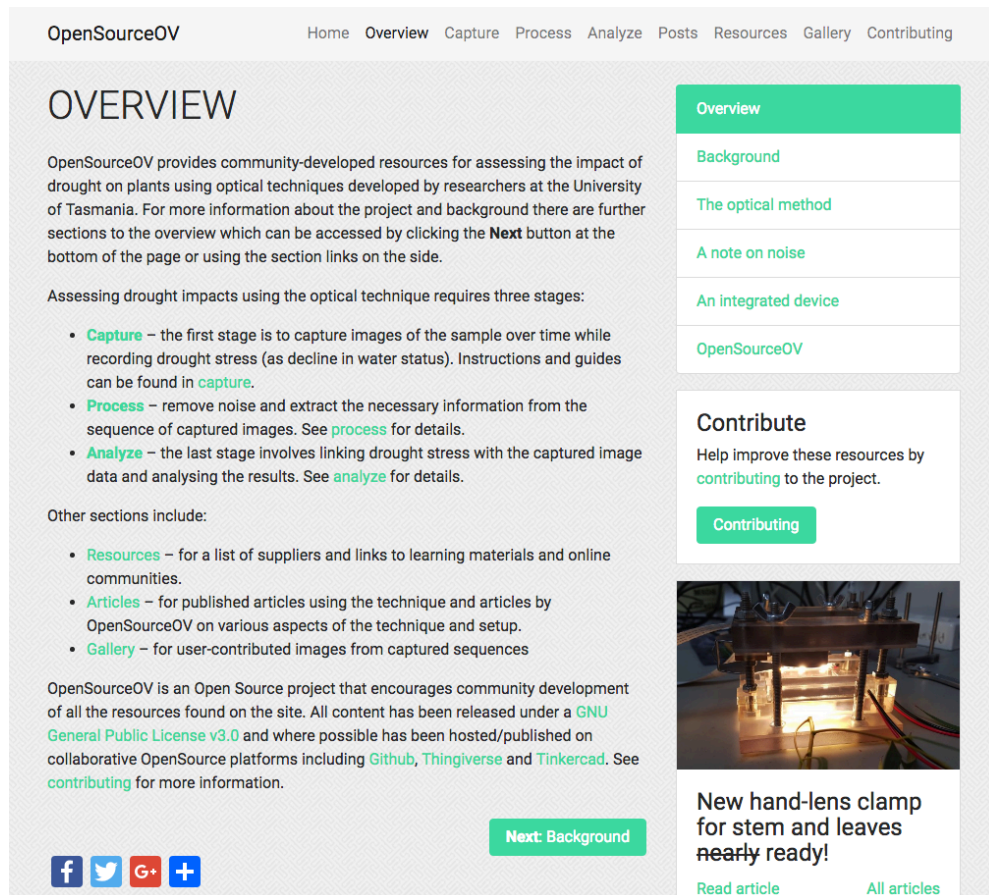 OpenSourceOV
Home Overview Capture Process Analyze Posts Resources Gallery Contributing
OVERVIEW
OpenSourceOV provides community-developed resources for assessing the impact of
drought on plants using optical techniques developed by researchers at the University
of Tasmania. For more information about the project and background there are further
sections to the overview which can be accessed by clicking the Next button at the
bottom of the page or using the section links on the side.
Assessing drought impacts using the optical technique requires three stages:
• Capture – the first stage is to capture images of the sample over time while
recording drought stress (as decline in water status). Instructions and guides
can be found in capture.
• Process – remove noise and extract the necessary information from the
sequence of captured images. See process for details.
• Analyze – the last stage involves linking drought stress with the captured image
data and analysing the results. See analyze for details.
Other sections include:
• Resources – for a list of suppliers and links to learning materials and online
communities.
• Articles – for published articles using the technique and articles by
OpenSourceOV on various aspects of the technique and setup.
• Gallery – for user-contributed images from captured sequences
OpenSourceOV is an Open Source project that encourages community development
of all the resources found on the site. All content has been released under a GNU
General Public License v3.0 and where possible has been hosted/published on
collaborative OpenSource platforms including Github, Thingiverse and Tinkercad. See
contributing for more information.
Next: Background
f G+
Overview
Background
The optical method
A note on noise
An integrated device
OpenSourceOV
Contribute
Help improve these resources by
contributing to the project.
Contributing
New hand-lens clamp
for stem and leaves
nearly ready!
Read article All articles